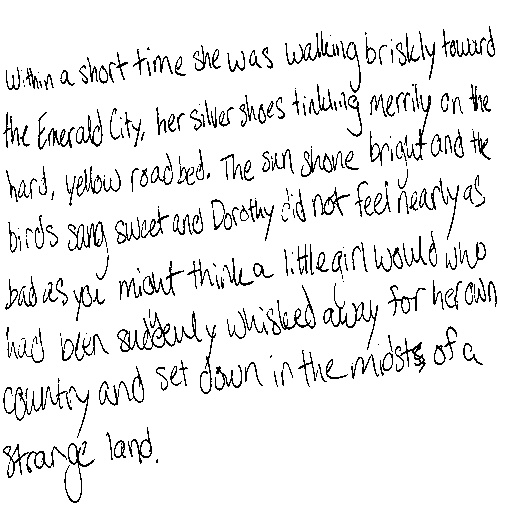 Within a short time she was walking briskly toward
the Emerald City, her silver shoes tinkling merrily on the
hard, yellow roadbed. The sun shone bright and the
birds sang sweet and Dorothy did not feel nearly as
bad as you might think a little girl would who
had been suddenly whisked away for her own
country and set down in the midst of a
strange land.